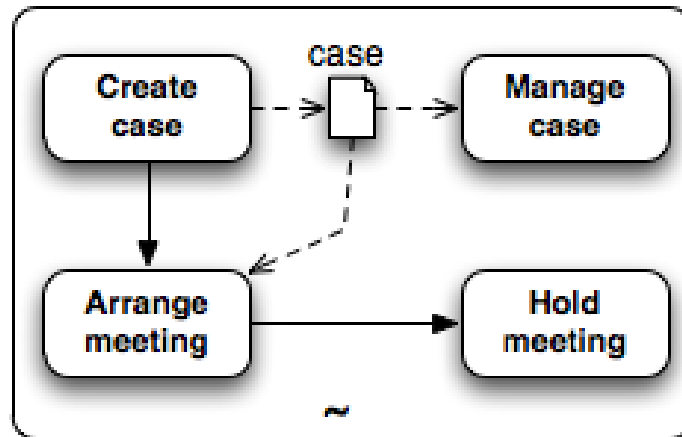 case
Create
case
Manage
case
Arrange
meeting
Hold
meeting
~